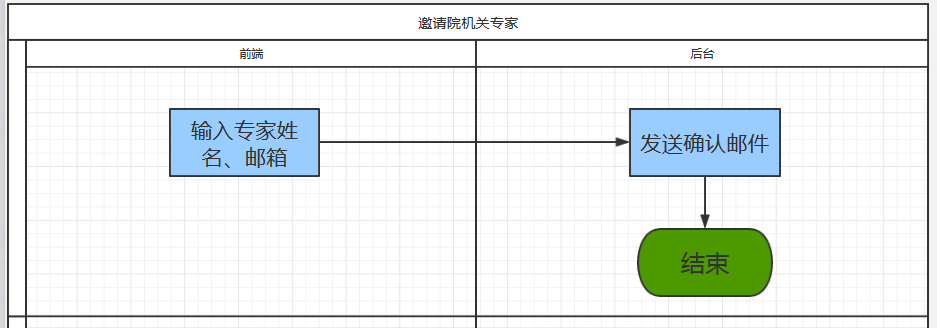 邀请院机关专家
前端
后台
输入专家姓
名、邮箱
发送确认邮件
结束